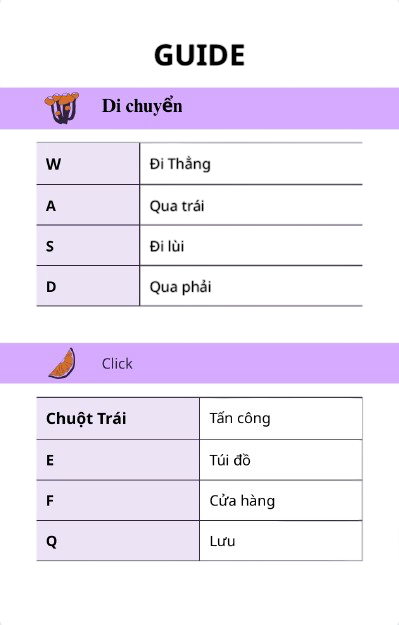 GUIDE
Di chuyển
W Đi Thẳng
A Qua trái
S Đi lùi
D Qua phải
Click
Chuột Trái Tấn công
E Túi đồ
F Cửa hàng
Q Lưu